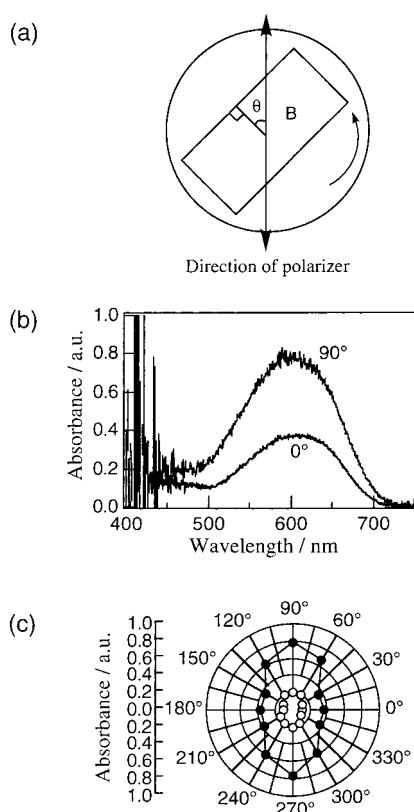 (a)
θ
B
Direction of polarizer
(b)
Absorbance / a.u.
1.0
0.8
0.6
0.4
0.2
0.0
90°
0°
400 500 600 700
Wavelength / nm
(c)
Absorbance / a.u.
1.0
0.8
0.6
0.4
0.2
0.0
0.2
0.4
0.6
0.8
1.0
90°
120° 60°
150° 30°
180° 0°
210° 330°
240° 300°
270°